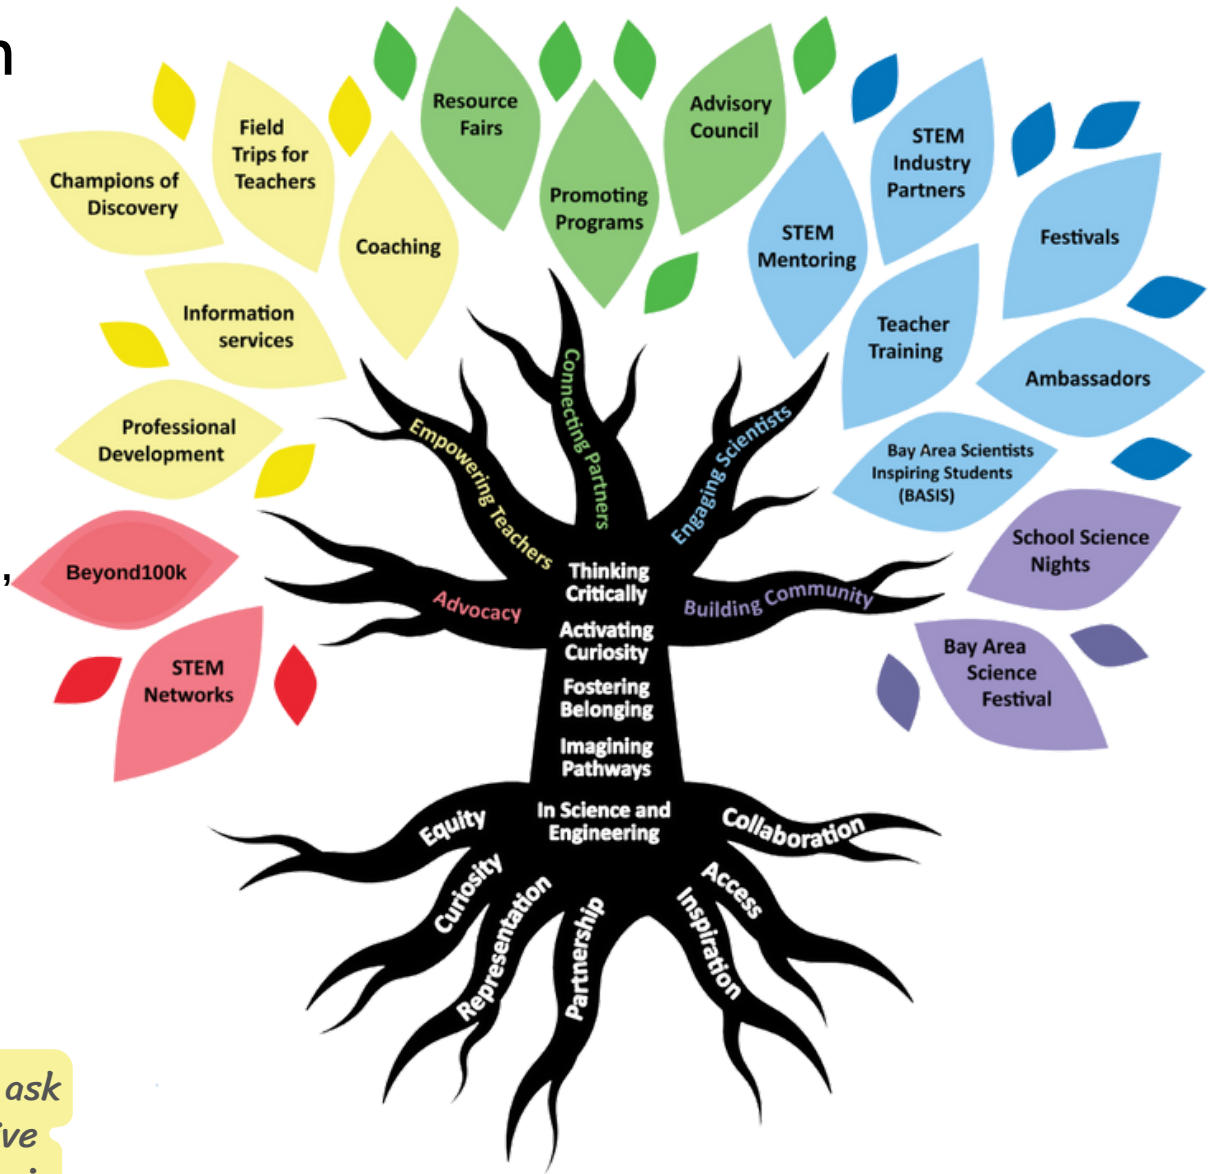 n
Resource
Fairs
Advisory
Council
Field
Trips for
Teachers
STEM
Industry
Partners
Champions of
Discovery
Promoting
Programs
Coaching
STEM
Mentoring
Festivals
Information
services
Teacher
Training
Ambassadors
Professional
Development
Bay Area Scientists
Inspiring Students
(BASIS)
Empowering Teachers
Connecting Partners
Engaging Scientists
School Science
Nights
Beyond100k
,
Advocacy
Building Community
Thinking
Critically
Activating
Curiosity
Fostering
Belonging
Imagining
Pathways
In Science and
Engineering
STEM
Networks
Bay Area
Science
Festival
Equity
Curiosity
Representation
Partnership
Inspiration
Access
Collaboration
ask
ve